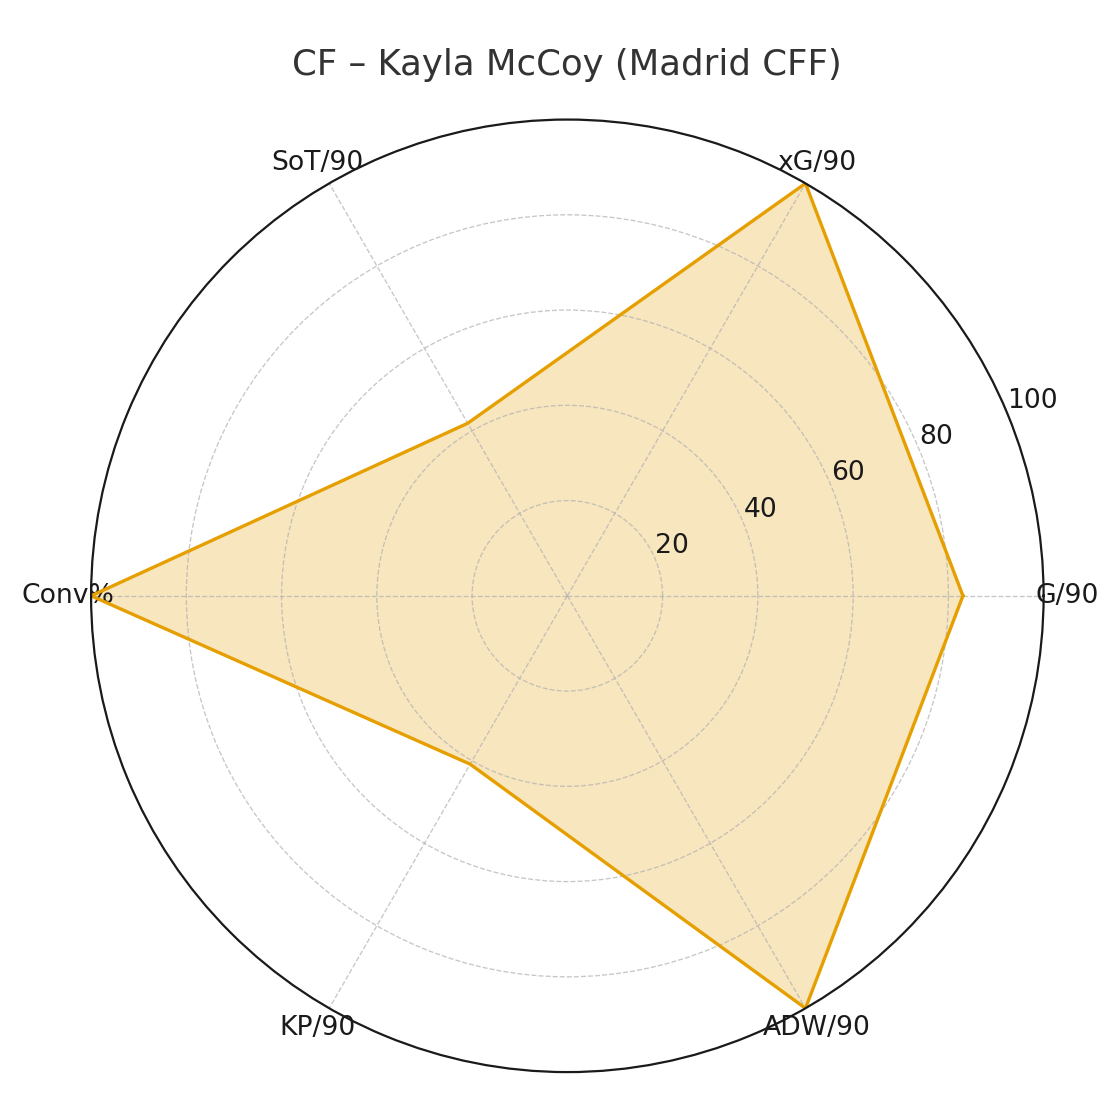 CF – Kayla McCoy (Madrid CFF)
SoT/90
xG/90
100
80
60
40
20
Conv%
G/90
KP/90
ADW/90